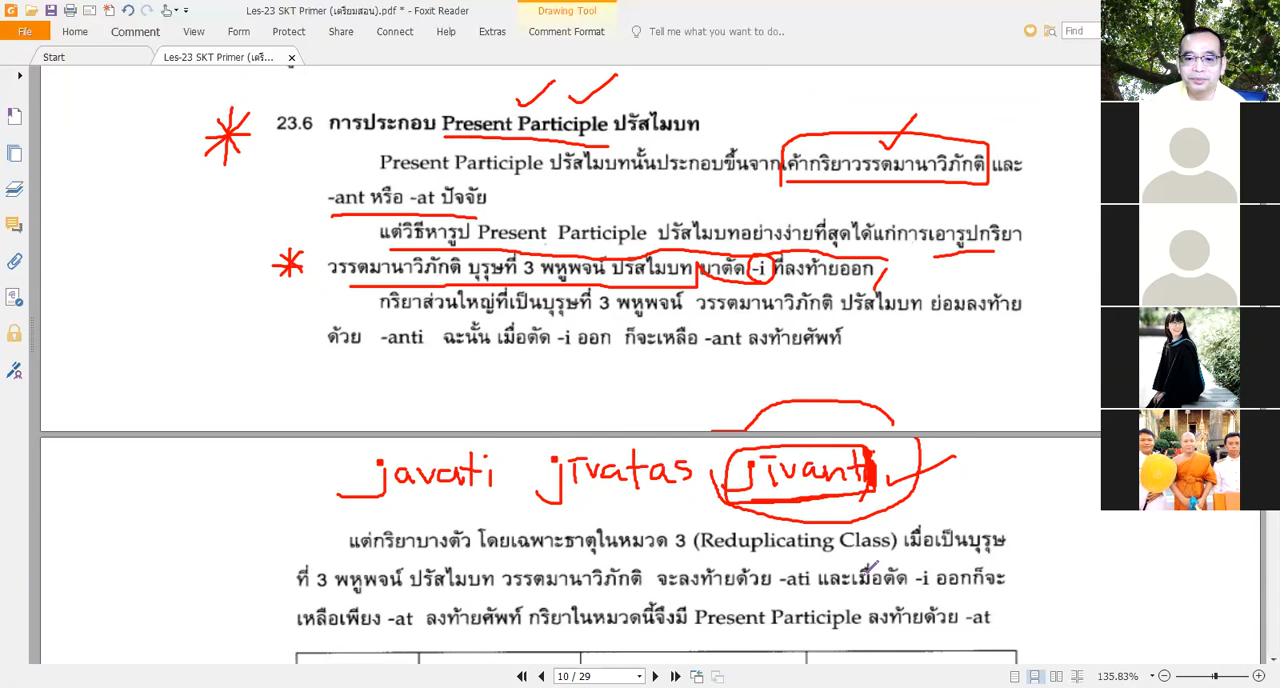 Les-23 SKT Primer (เตรียมสอน).pdf * - Foxit Reader
Drawing Tool
File Home Comment View Form Protect Share Connect Help Extras Comment Format Tell me what you want to do.. Find
Start Les-23 SKT Primer (เตรี... ×
23.6 การประกอบ Present Participle ปรัสไมบท
Present Participle ปรัสไมบทนั้นประกอบขึ้นจากเค้ากริยาวรรตมานาวิภักติ และ
-ant หรือ -at ปัจจัย
แต่วิธีหารูป Present Participle ปรัสไมบทอย่างง่ายที่สุดได้แก่การเอารูปกริยา
วรรตมานาวิภักติ บุรุษที่ 3 พหูพจน์ ปรัสไมบท มาตัด -i ที่ลงท้ายออก
กริยาส่วนใหญ่ที่เป็นบุรุษที่ 3 พหูพจน์ วรรตมานาวิภักติ ปรัสไมบท ย่อมลงท้าย
ด้วย -anti ฉะนั้น เมื่อตัด -i ออก ก็จะเหลือ -ant ลงท้ายศัพท์
javati jīvatas jīvanti
แต่กริยาบางตัว โดยเฉพาะธาตุในหมวด 3 (Reduplicating Class) เมื่อเป็นบุรุษ
ที่ 3 พหูพจน์ ปรัสไมบท วรรตมานาวิภักติ จะลงท้ายด้วย -ati และเมื่อตัด -i ออกก็จะ
เหลือเพียง -at ลงท้ายศัพท์ กริยาในหมวดนี้จึงมี Present Participle ลงท้ายด้วย -at
10 / 29 135.83%